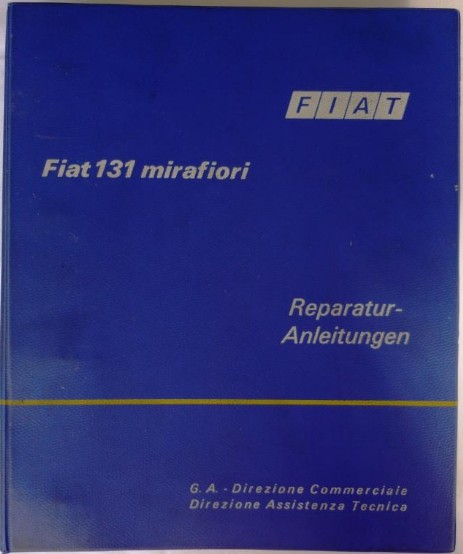 FIAT
Fiat 131 mirafiori
Reparatur-
Anleitungen
G. A. - Direzione Commerciale
Direzione Assistenza Tecnica